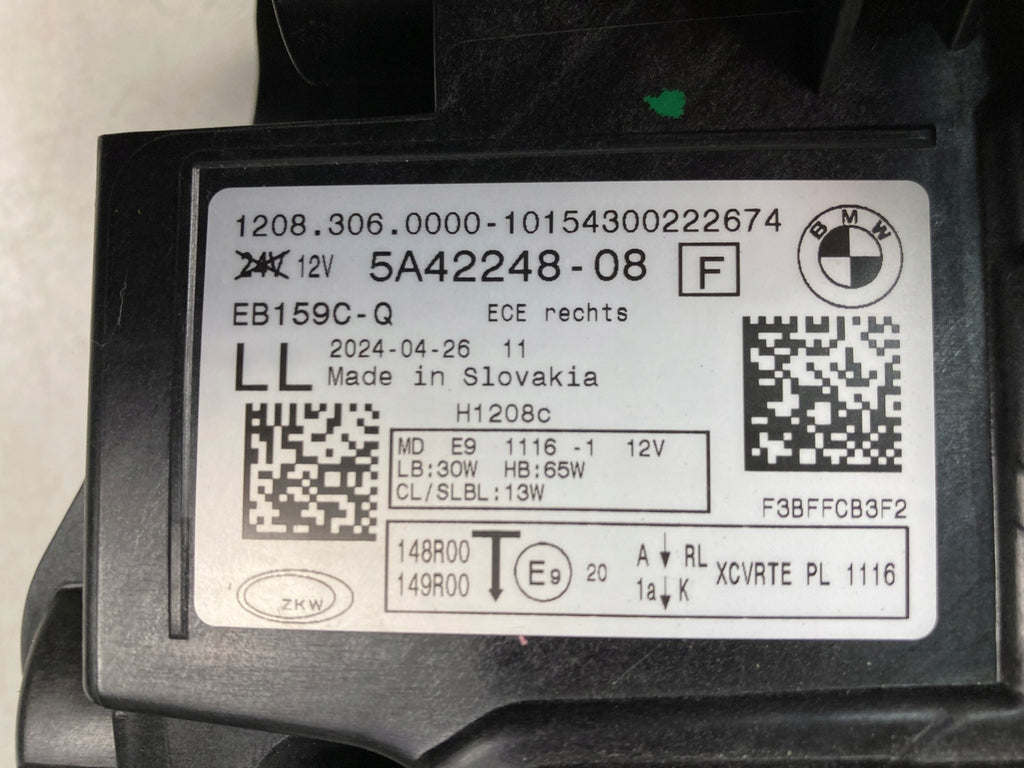 1208.306.0000-10154300222674
24V 12V 5A42248-08 F
BMW
EB159C-Q ECE rechts
LL 2024-04-26 11
Made in Slovakia
H1208c
MD E9 1116 -1 12V
LB:30W HB:65W
CL/SLBL:13W
F3BFFCB3F2
148R00 T E9 20 A RL XCVRTE PL 1116
149R00 1a K
ZKW